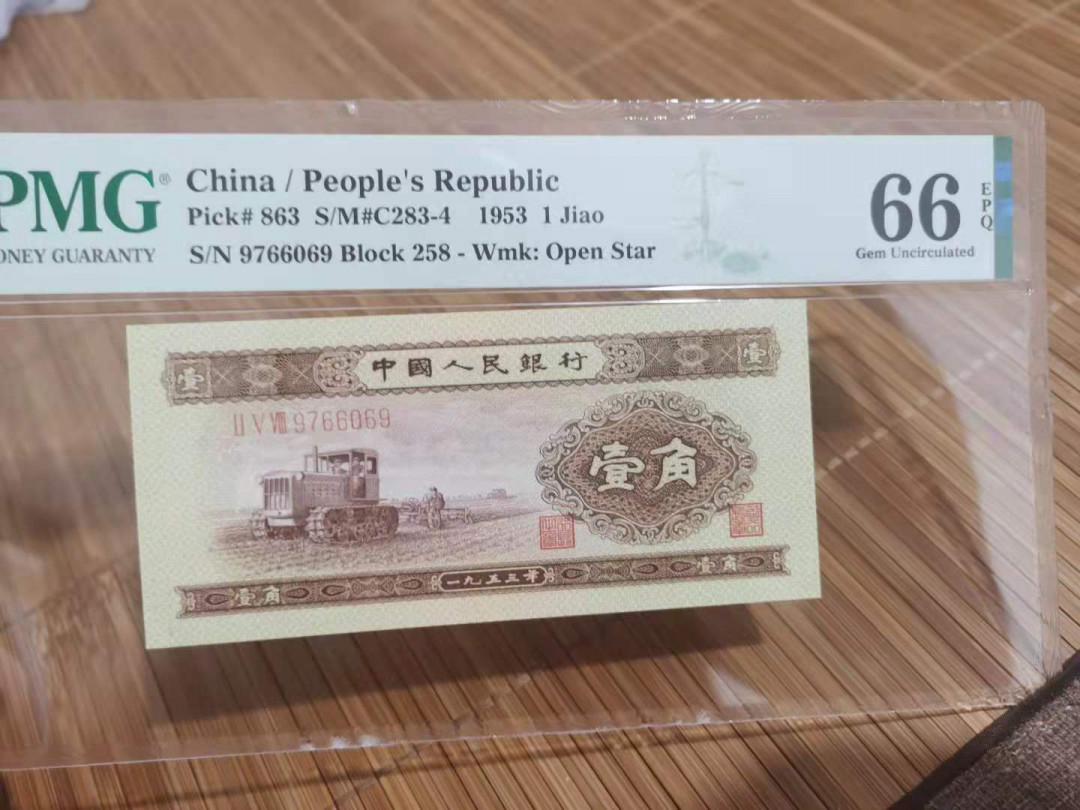 PMG®
China / People's Republic
Pick# 863 S/M#C283-4 1953 1 Jiao
S/N 9766069 Block 258 - Wmk: Open Star
ONEY GUARANTY
66
EPQ
Gem Uncirculated
壹 中國人民銀行 壹
II V VIII 9766069
壹角
壹角 一九五三年 壹角